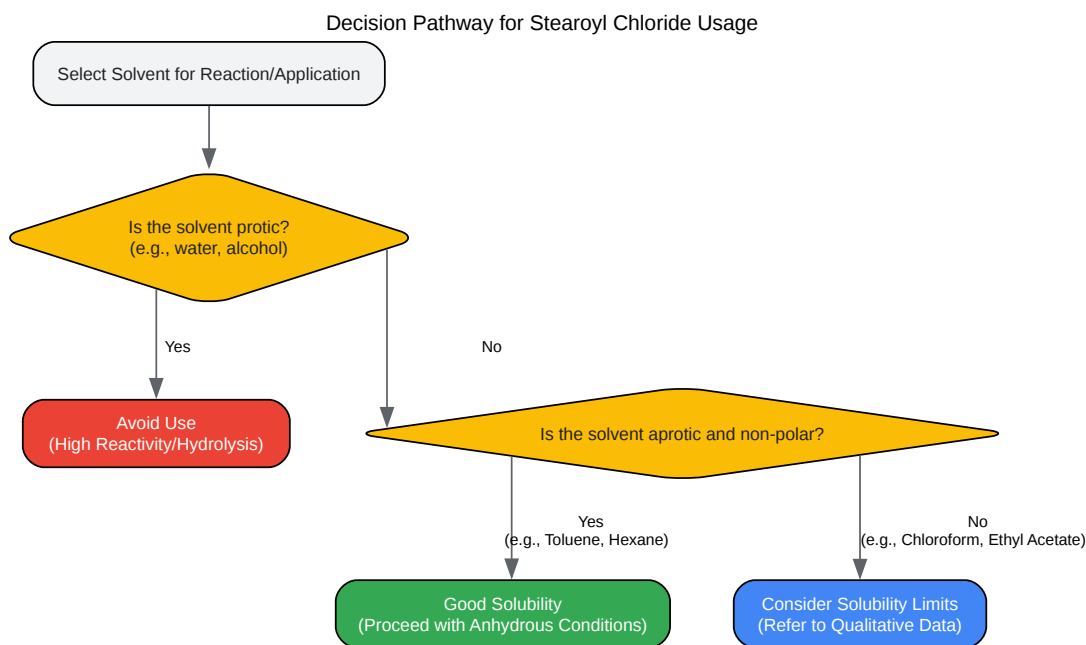 Decision Pathway for Stearoyl Chloride Usage
Select Solvent for Reaction/Application
Is the solvent protic?
(e.g., water, alcohol)
Yes
No
Avoid Use
(High Reactivity/Hydrolysis)
Is the solvent aprotic and non-polar?
Yes
(e.g., Toluene, Hexane)
No
(e.g., Chloroform, Ethyl Acetate)
Good Solubility
(Proceed with Anhydrous Conditions)
Consider Solubility Limits
(Refer to Qualitative Data)